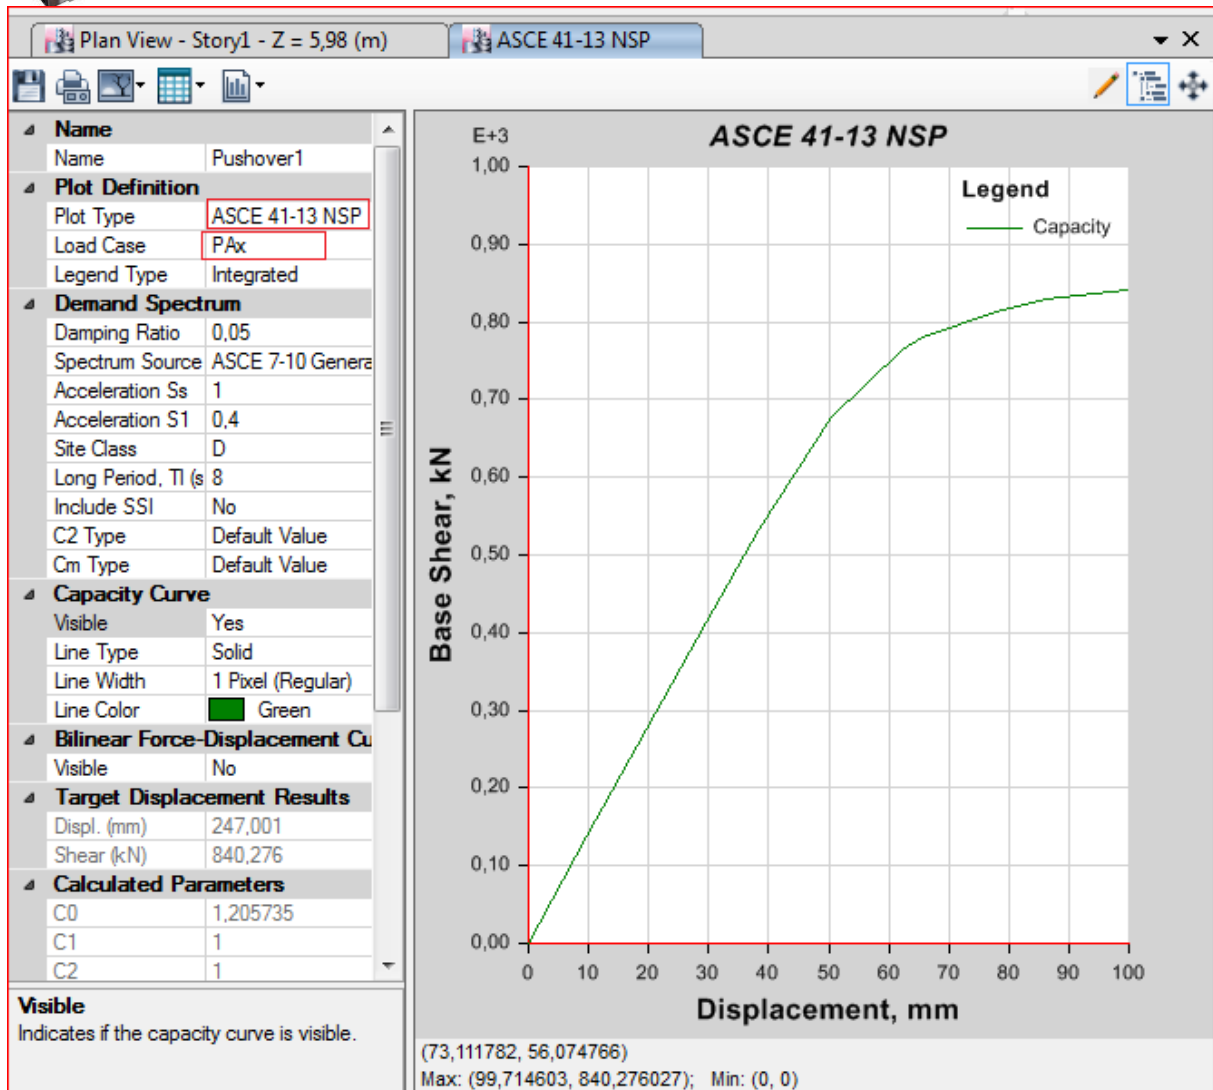 Plan View - Story1 - Z = 5,98 (m)
ASCE 41-13 NSP
Name
Name Pushover1
Plot Definition
Plot Type ASCE 41-13 NSP
Load Case PAx
Legend Type Integrated
Demand Spectrum
Damping Ratio 0,05
Spectrum Source ASCE 7-10 Genera
Acceleration Ss 1
Acceleration S1 0,4
Site Class D
Long Period, Tl (s 8
Include SSI No
C2 Type Default Value
Cm Type Default Value
Capacity Curve
Visible Yes
Line Type Solid
Line Width 1 Pixel (Regular)
Line Color Green
Bilinear Force-Displacement Cu
Visible No
Target Displacement Results
Displ. (mm) 247,001
Shear (kN) 840,276
Calculated Parameters
C0 1,205735
C1 1
C2 1
Visible
Indicates if the capacity curve is visible.
E+3
ASCE 41-13 NSP
Legend
Capacity
1,00
0,90
0,80
0,70
0,60
0,50
0,40
0,30
0,20
0,10
0,00
Base Shear, kN
0 10 20 30 40 50 60 70 80 90 100
Displacement, mm
(73,111782, 56,074766)
Max: (99,714603, 840,276027); Min: (0, 0)